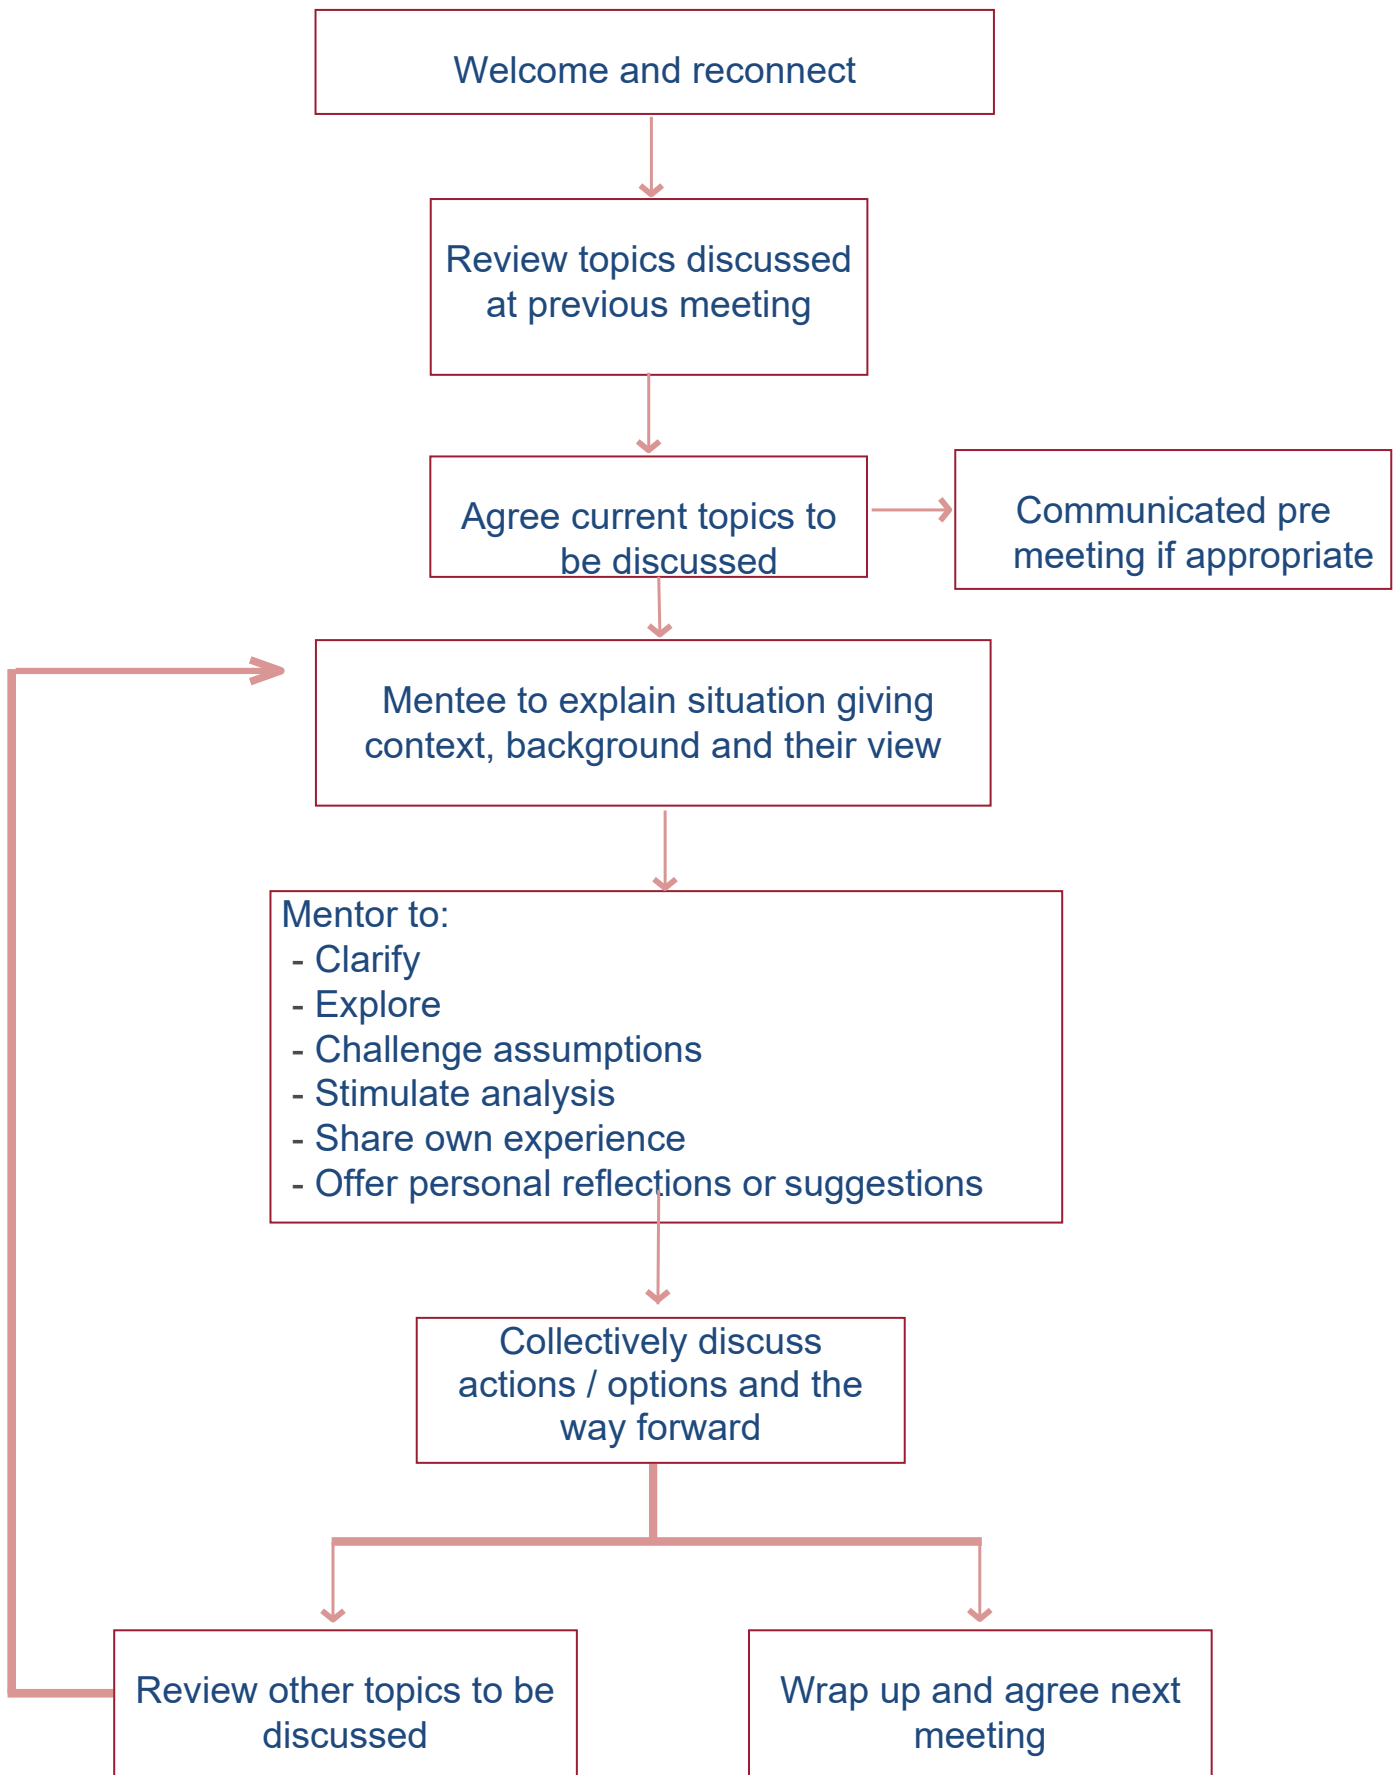 Welcome and reconnect
Review topics discussed
at previous meeting
Agree current topics to
be discussed
Communicated pre
meeting if appropriate
Mentee to explain situation giving
context, background and their view
Mentor to:
- Clarify
- Explore
- Challenge assumptions
- Stimulate analysis
- Share own experience
- Offer personal reflections or suggestions
Collectively discuss
actions / options and the
way forward
Review other topics to be
discussed
Wrap up and agree next
meeting